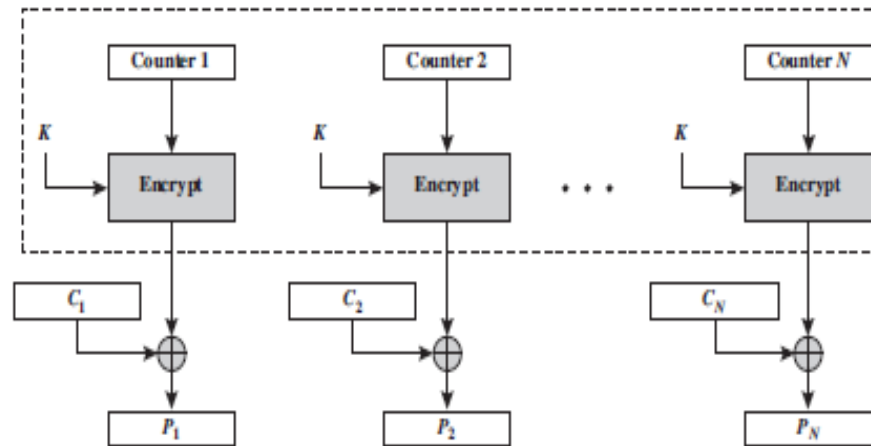 Counter 1 Counter 2 Counter N
K K K
Encrypt Encrypt . . . Encrypt
C1 C2 CN
P1 P2 PN